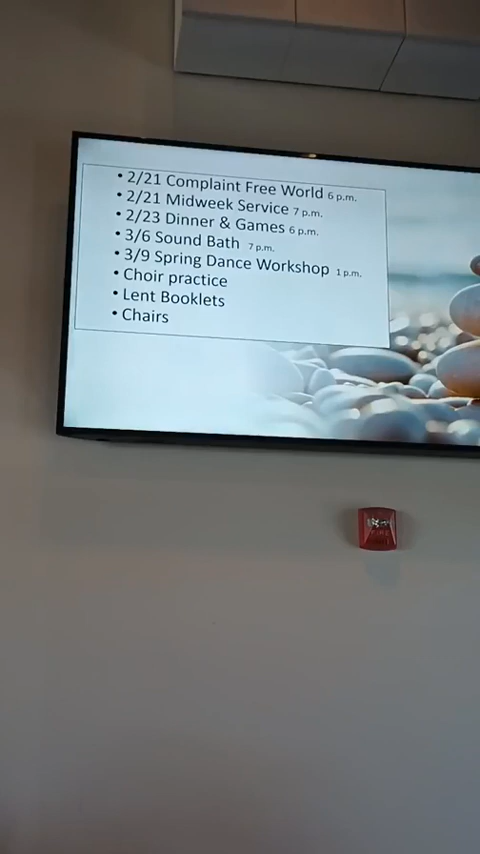 • 2/21 Complaint Free World 6 p.m.
• 2/21 Midweek Service 7 p.m.
• 2/23 Dinner & Games 6 p.m.
• 3/6 Sound Bath 7 p.m.
• 3/9 Spring Dance Workshop 1 p.m.
• Choir practice
• Lent Booklets
• Chairs
FIRE